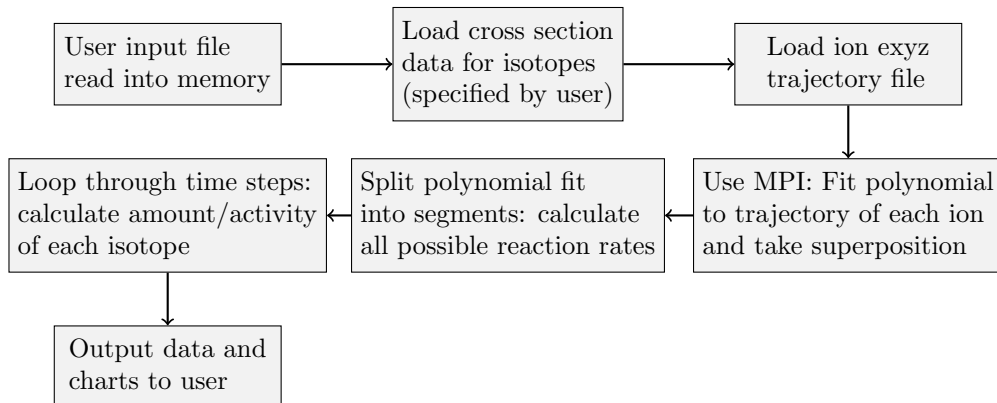 User input file
read into memory
Load cross section
data for isotopes
(specified by user)
Load ion exyz
trajectory file
Use MPI: Fit polynomial
to trajectory of each ion
and take superposition
Split polynomial fit
into segments: calculate
all possible reaction rates
Loop through time steps:
calculate amount/activity
of each isotope
Output data and
charts to user